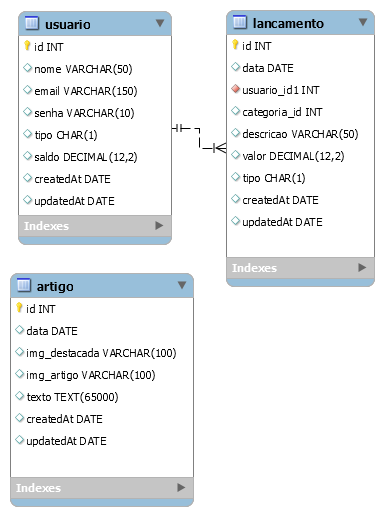 usuario
id INT
nome VARCHAR(50)
email VARCHAR(150)
senha VARCHAR(10)
tipo CHAR(1)
saldo DECIMAL(12,2)
createdAt DATE
updatedAt DATE
Indexes
lancamento
id INT
data DATE
usuario_id1 INT
categoria_id INT
descricao VARCHAR(50)
valor DECIMAL(12,2)
tipo CHAR(1)
createdAt DATE
updatedAt DATE
Indexes
artigo
id INT
data DATE
img_destacada VARCHAR(100)
img_artigo VARCHAR(100)
texto TEXT(65000)
createdAt DATE
updatedAt DATE
Indexes